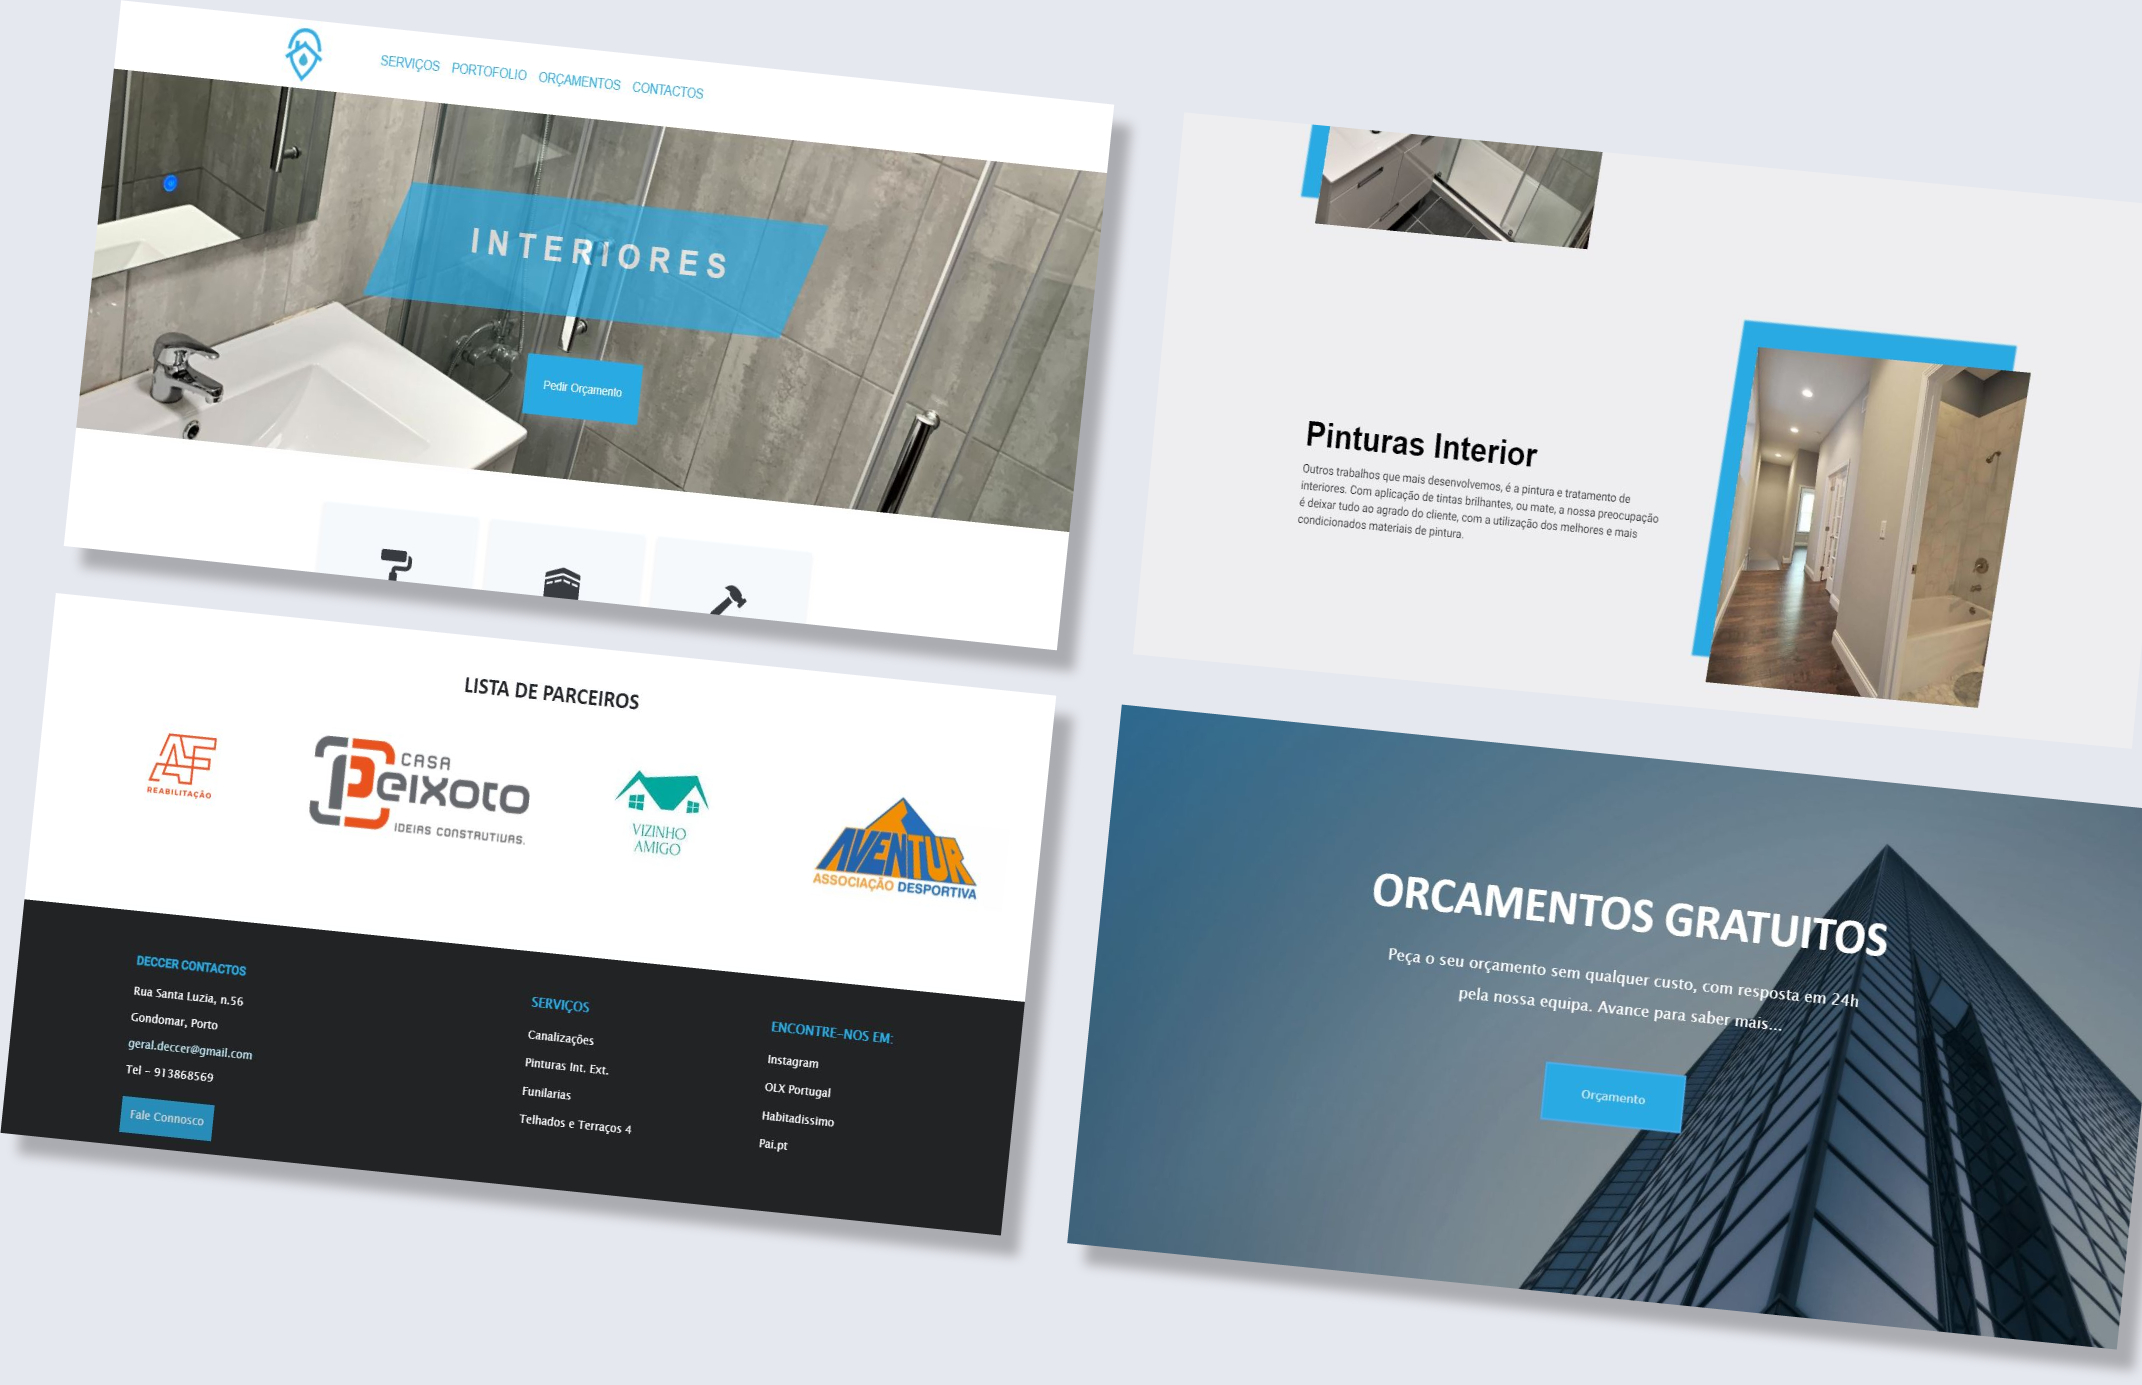 SERVIÇOS PORTOFOLIO ORÇAMENTOS CONTACTOS
INTERIORES
Pedir Orçamento
Pinturas Interior
Outros trabalhos que mais desenvolvemos, é a pintura e tratamento de
interiores. Com aplicação de tintas brilhantes, ou mate, a nossa preocupação
é deixar tudo ao agrado do cliente, com a utilização dos melhores e mais
condicionados materiais de pintura.
LISTA DE PARCEIROS
AF
REABILITAÇÃO
CASA
Peixoto
IDEIAS CONSTRUTIVAS.
VIZINHO
AMIGO
AVENTUR
ASSOCIAÇÃO DESPORTIVA
DECCER CONTACTOS
Rua Santa Luzia, n.56
Gondomar, Porto
geral.deccer@gmail.com
Tel - 913868569
Fale Connosco
SERVIÇOS
Canalizações
Pinturas Int. Ext.
Funilarias
Telhados e Terraços 4
ENCONTRE-NOS EM:
Instagram
OLX Portugal
Habitadissimo
Pai.pt
ORCAMENTOS GRATUITOS
Peça o seu orçamento sem qualquer custo, com resposta em 24h
pela nossa equipa. Avance para saber mais...
Orçamento